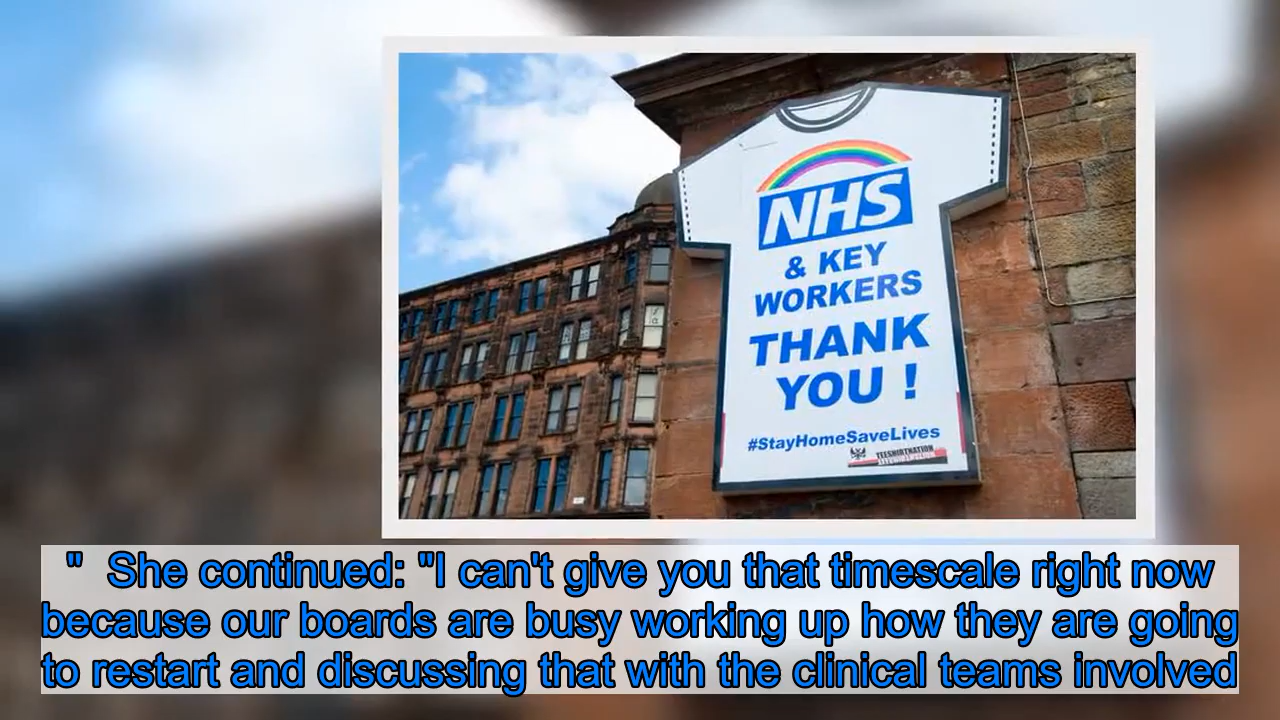 NHS
& KEY
WORKERS
THANK
YOU !
#StayHomeSaveLives
TEESHIRTNATION
" She continued: "I can't give you that timescale right now
because our boards are busy working up how they are going
to restart and discussing that with the clinical teams involved